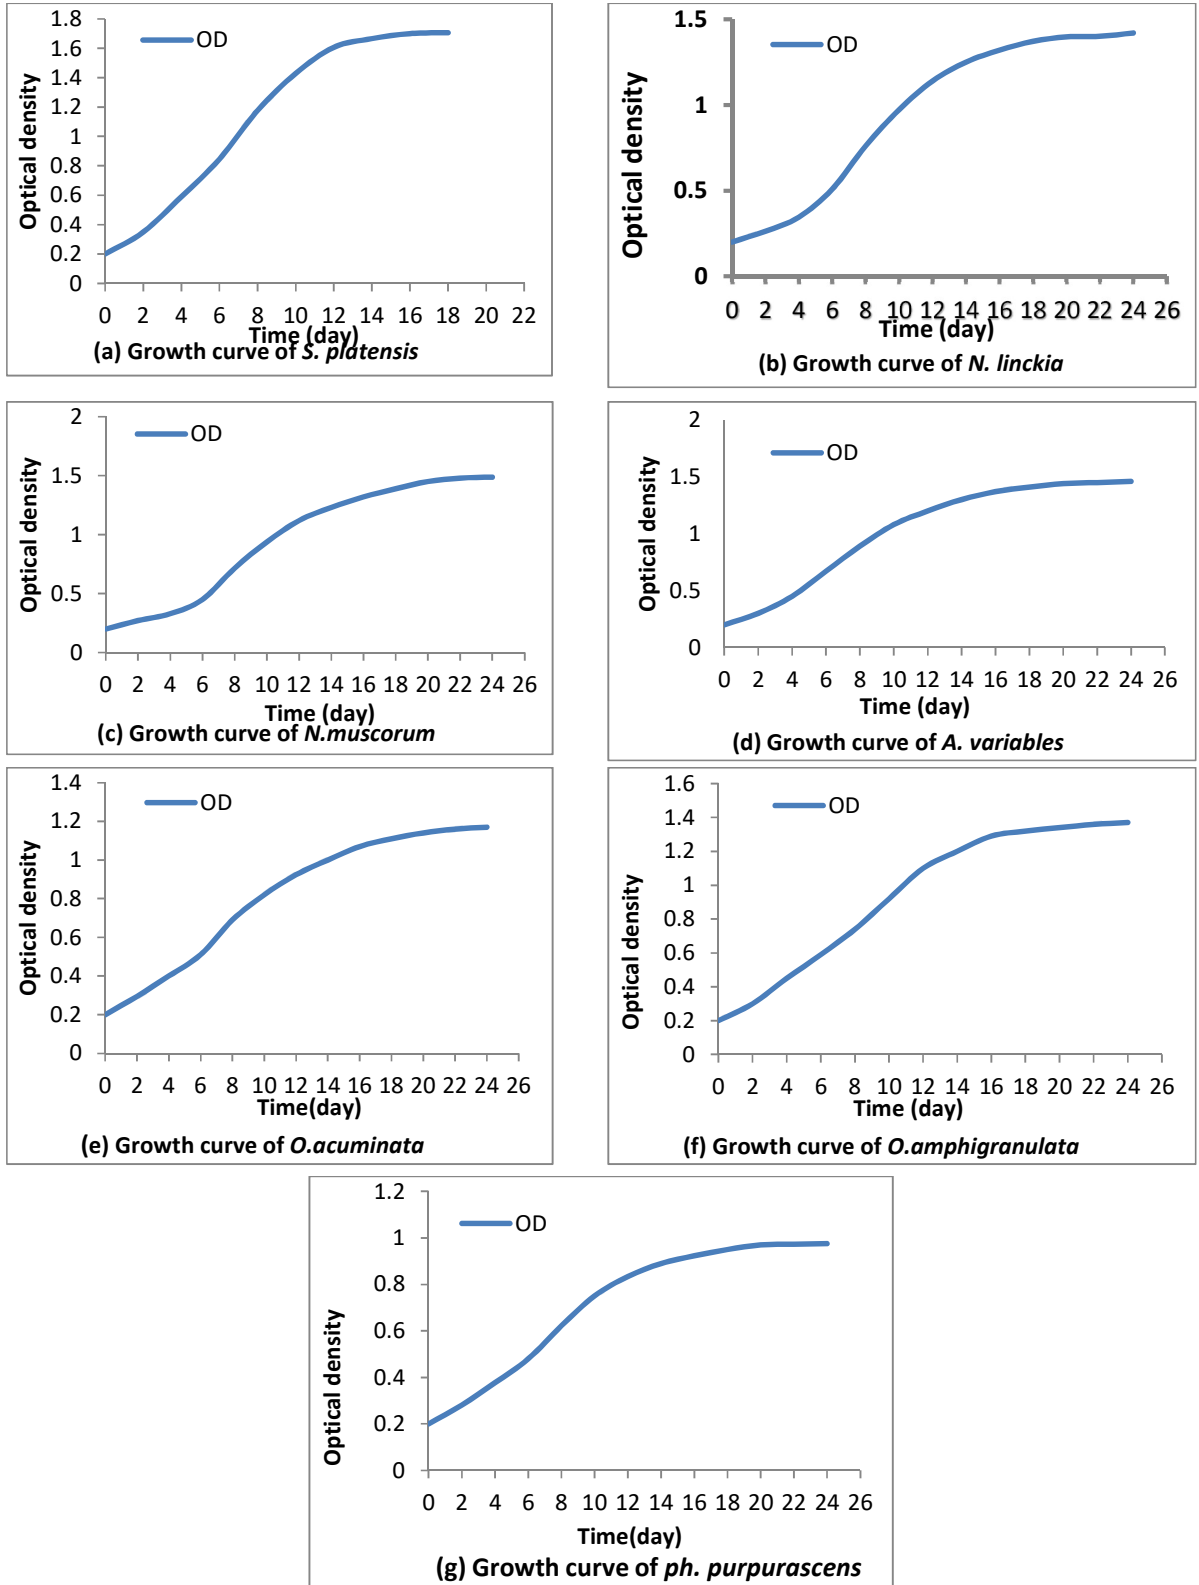 1.8
1.6
1.4
1.2
1
0.8
0.6
0.4
0.2
0
OD
Optical density
0 2 4 6 8 10 12 14 16 18 20 22
Time (day)
(a) Growth curve of S. platensis
1.5
1
0.5
0
OD
Optical density
0 2 4 6 8 10 12 14 16 18 20 22 24 26
Time (day)
(b) Growth curve of N. linckia
2
1.5
1
0.5
0
OD
Optical density
0 2 4 6 8 10 12 14 16 18 20 22 24 26
Time (day)
(c) Growth curve of N.muscorum
2
1.5
1
0.5
0
OD
Optical density
0 2 4 6 8 10 12 14 16 18 20 22 24 26
Time (day)
(d) Growth curve of A. variables
1.4
1.2
1
0.8
0.6
0.4
0.2
0
OD
Optical density
0 2 4 6 8 10 12 14 16 18 20 22 24 26
Time(day)
(e) Growth curve of O.acuminata
1.6
1.4
1.2
1
0.8
0.6
0.4
0.2
0
OD
Optical density
0 2 4 6 8 10 12 14 16 18 20 22 24 26
Time (day)
(f) Growth curve of O.amphigranulata
1.2
1
0.8
0.6
0.4
0.2
0
OD
Optical density
0 2 4 6 8 10 12 14 16 18 20 22 24 26
Time(day)
(g) Growth curve of ph. purpurascens